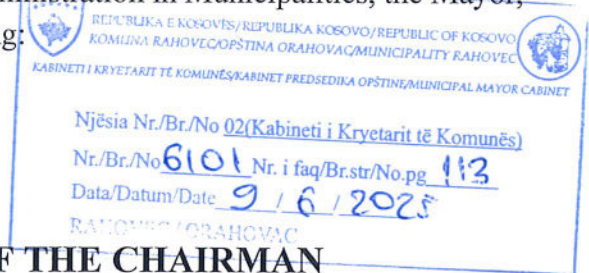 ministration in Municipalities, the Mayor,
g:
REPUBLIKA E KOSOVËS/REPUBLIKA KOSOVO/REPUBLIC OF KOSOVO
KOMUNA RAHOVEC/OPŠTINA ORAHOVAC/MUNICIPALITY RAHOVEC
KABINETI I KRYETARIT TË KOMUNËS/KABINET PREDSEDIKA OPŠTINE/MUNICIPAL MAYOR CABINET
Njësia Nr./Br./No 02(Kabineti i Kryetarit të Komunës)
Nr./Br./No 6101 Nr. i faq/Br.str/No.pg 113
Data/Datum/Date 9 / 6 / 2025
RAHOVEC / ORAHOVAC
F THE CHAIRMAN